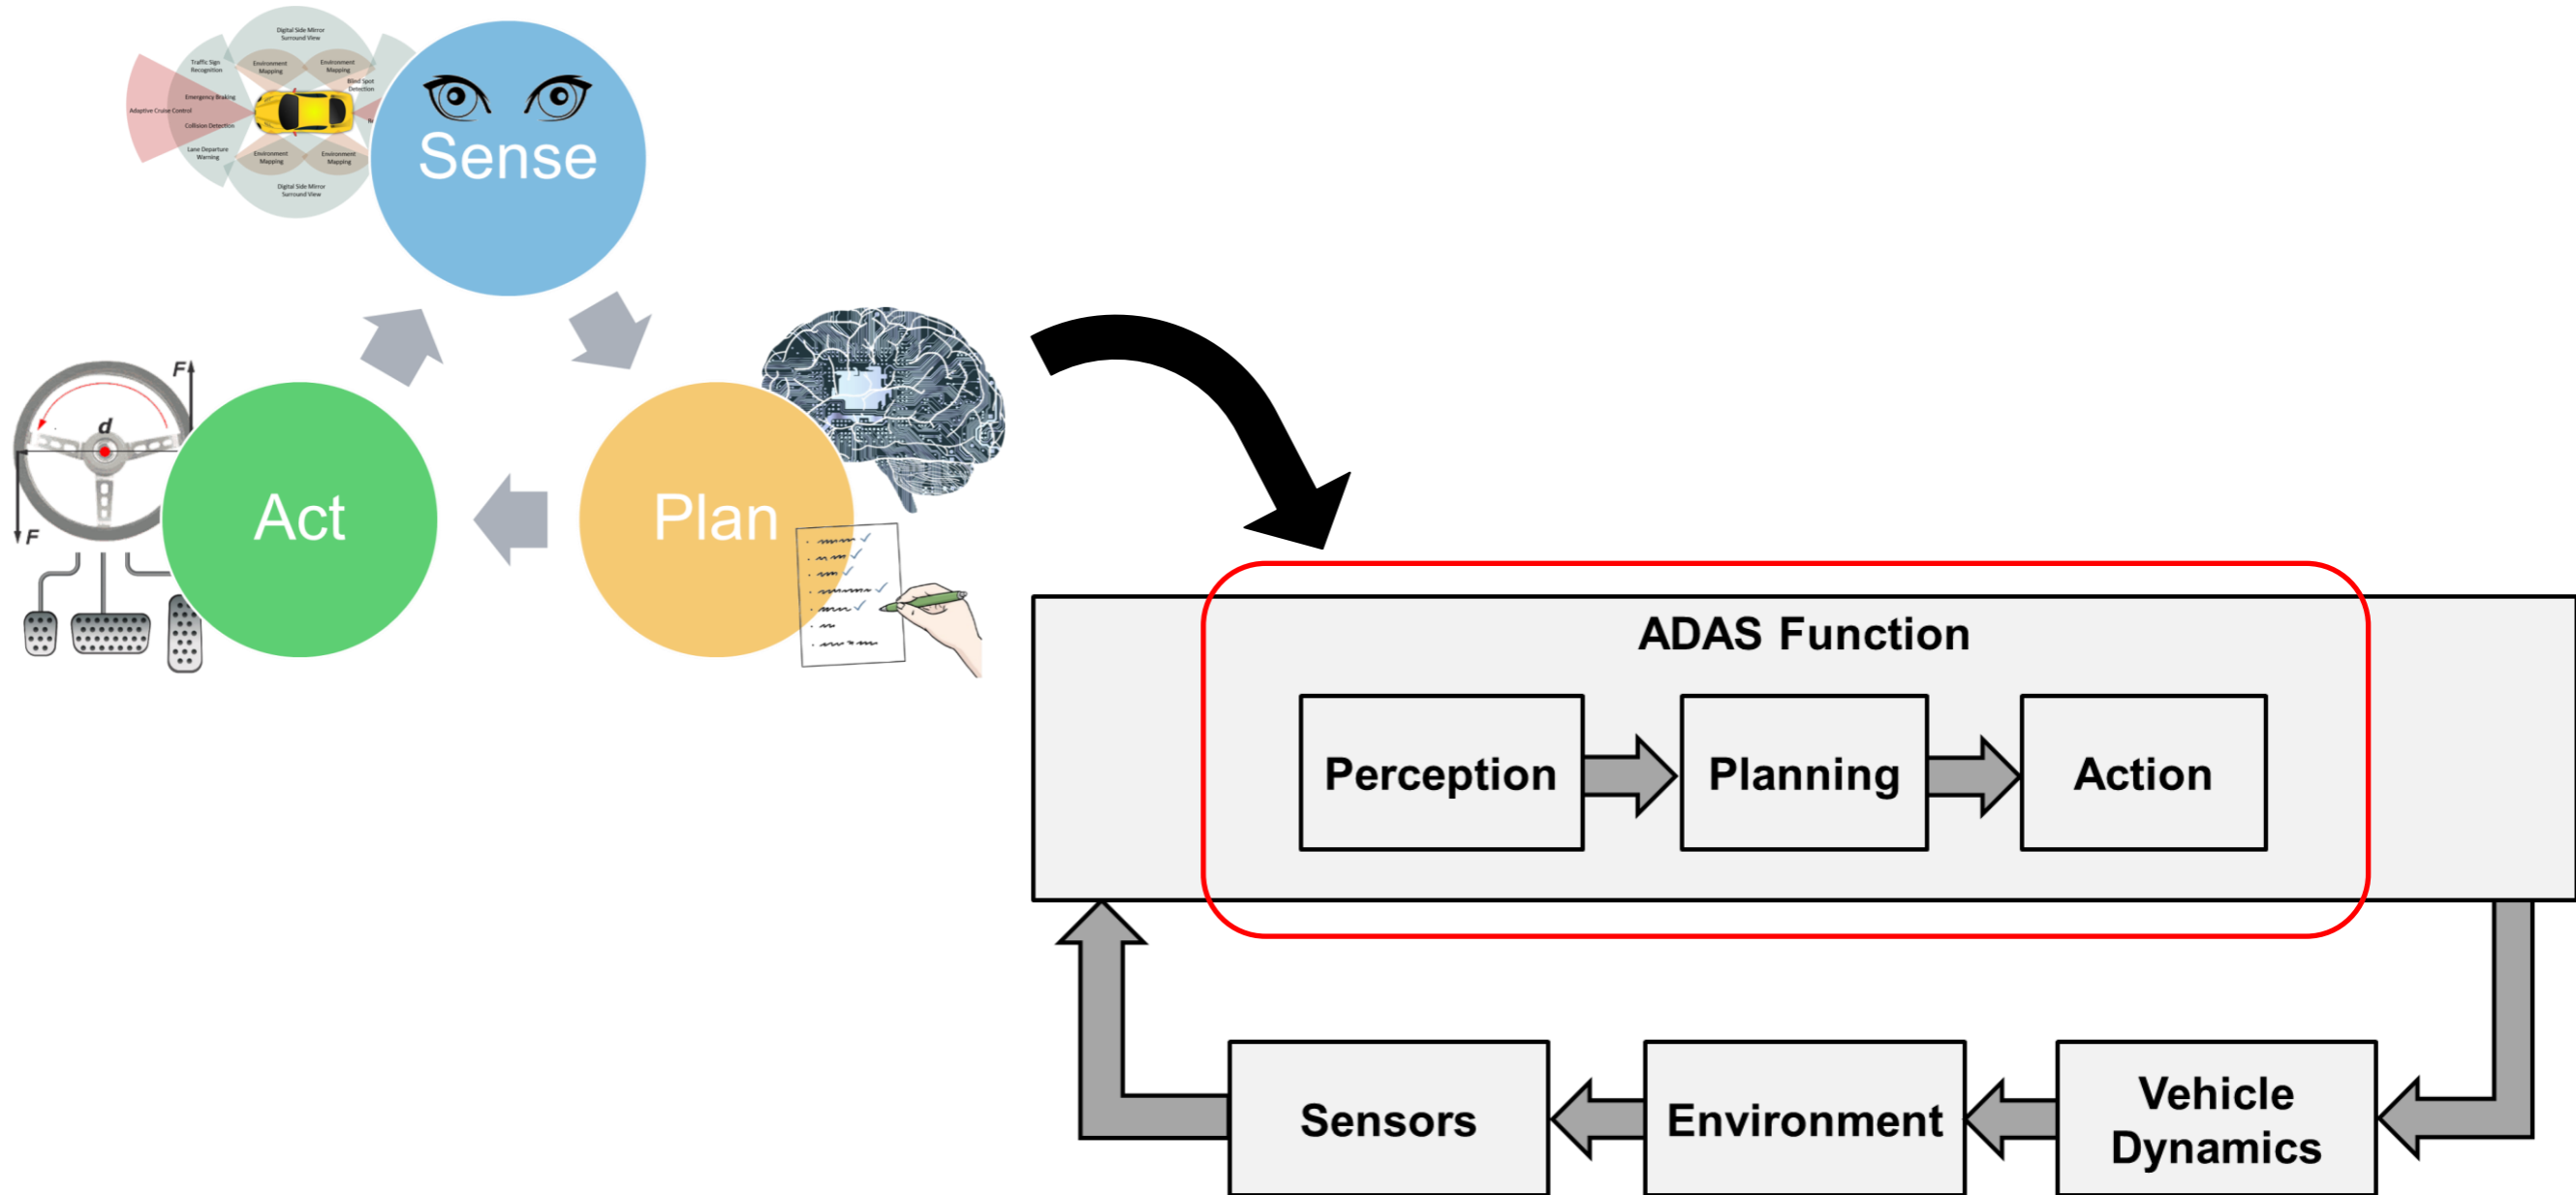 Digital Side Mirror
Surround View
Traffic Sign
Recognition
Environment
Mapping
Environment
Mapping
Blind Spot
Detection
Emergency Braking
Adaptive Cruise Control
Collision Detection
Lane Departure
Warning
Environment
Mapping
Environment
Mapping
Digital Side Mirror
Surround View
Sense
F
d
F
Act
Plan
ADAS Function
Perception
Planning
Action
Sensors
Environment
Vehicle
Dynamics